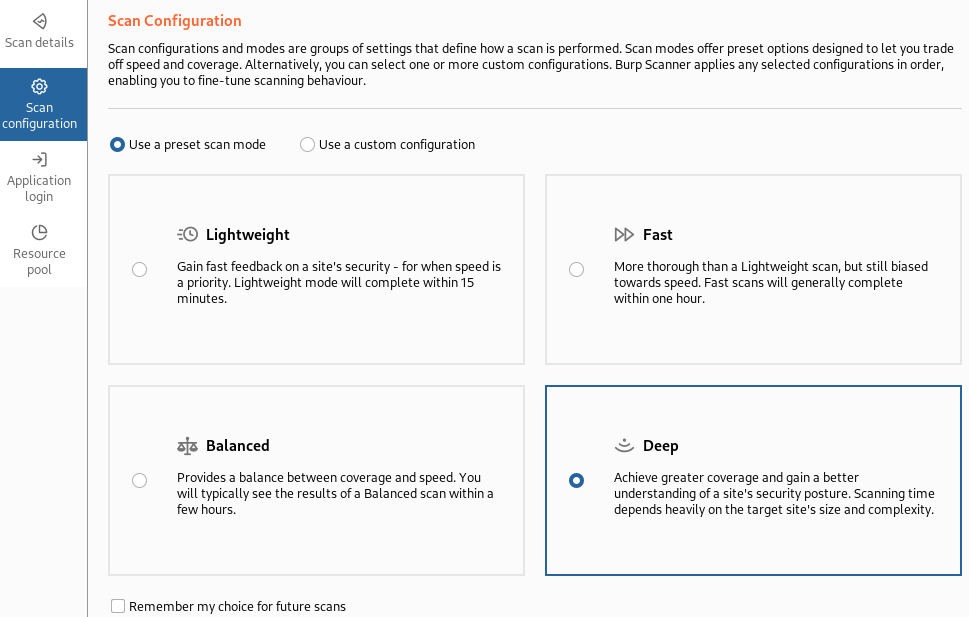 Scan details
Scan
configuration
Application
login
Resource
pool
Scan Configuration
Scan configurations and modes are groups of settings that define how a scan is performed. Scan modes offer preset options designed to let you trade
off speed and coverage. Alternatively, you can select one or more custom configurations. Burp Scanner applies any selected configurations in order,
enabling you to fine-tune scanning behaviour.
Use a preset scan mode
Use a custom configuration
Lightweight
Gain fast feedback on a site's security - for when speed is
a priority. Lightweight mode will complete within 15
minutes.
Fast
More thorough than a Lightweight scan, but still biased
towards speed. Fast scans will generally complete
within one hour.
Balanced
Provides a balance between coverage and speed. You
will typically see the results of a Balanced scan within a
few hours.
Deep
Achieve greater coverage and gain a better
understanding of a site's security posture. Scanning time
depends heavily on the target site's size and complexity.
Remember my choice for future scans